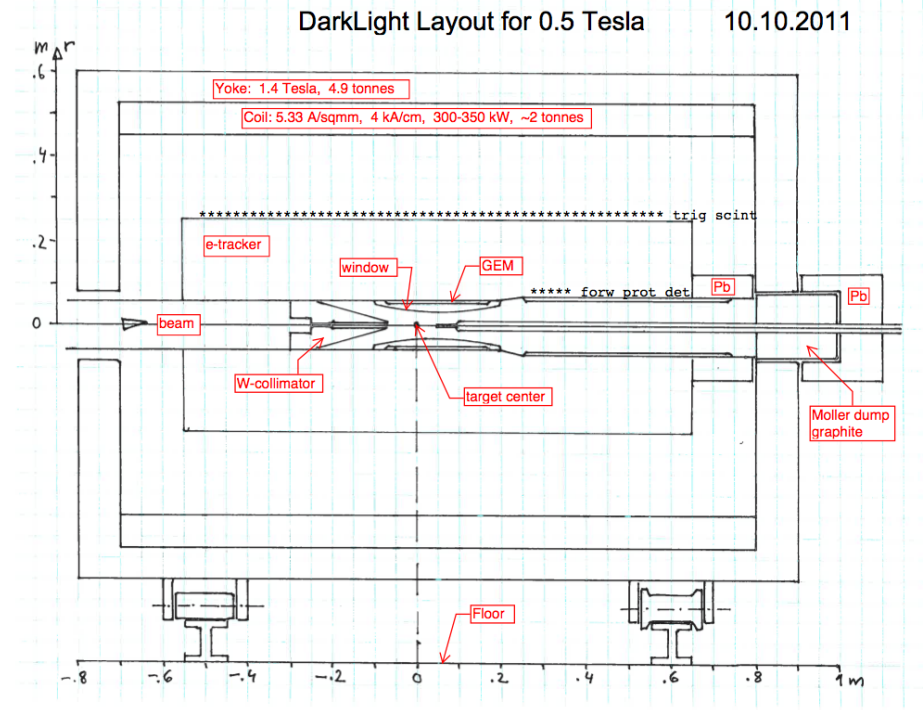 DarkLight Layout for 0.5 Tesla 10.10.2011
m r
.6
Yoke: 1.4 Tesla, 4.9 tonnes
Coil: 5.33 A/sqmm, 4 kA/cm, 300-350 kW, ~2 tonnes
.4
****************************************************** trig scint
.2
e-tracker
window
GEM
***** forw prot det
Pb
Pb
0
beam
W-collimator
target center
Moller dump
graphite
Floor
-.8 -.6 -.4 -.2 0 .2 .4 .6 .8 1 m